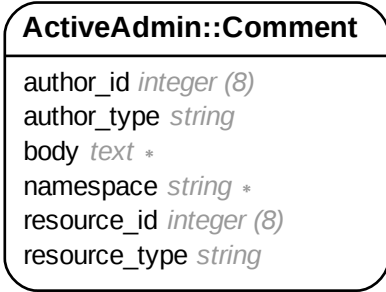 ActiveAdmin::Comment
author_id integer (8)
author_type string
body text *
namespace string *
resource_id integer (8)
resource_type string